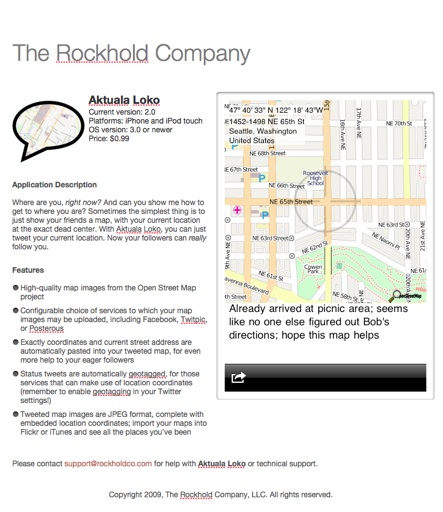 The Rockhold Company
Aktuala Loko
Current version: 2.0
Platforms: iPhone and iPod touch
OS version: 3.0 or newer
Price: $0.99
Application Description
Where are you, right now? And can you show me how to
get to where you are? Sometimes the simplest thing is to
just show your friends a map, with your current location
at the exact dead center. With Aktuala Loko, you can just
tweet your current location. Now your followers can really
follow you.
Features
High-quality map images from the Open Street Map
project
Configurable choice of services to which your map
images may be uploaded, including Facebook, Twitpic,
or Posterous
Exactly coordinates and current street address are
automatically pasted into your tweeted map, for even
more help to your eager followers
Status tweets are automatically geotagged, for those
services that can make use of location coordinates
(remember to enable geotagging in your Twitter
settings!)
Tweeted map images are JPEG format, complete with
embedded location coordinates; import your maps into
Flickr or iTunes and see all the places you've been
47° 40' 33" N 122° 18' 43"W
1452-1498 NE 65th St
Seattle, Washington
United States
15t
16th Ave
17th Ave NE
NE 70th St
NE 68th Street
NE 67th Street
P
Roosevelt
High
School
NE 66th Street
P
NE 65th Street
P
NE 63rd St
20th Ave NE
21st Ave
NE 63rd Street
NE 62nd St
NE Naomi Pl
9th Ave NE
Cowen
Park
NE 61st St
NE 61
avenna Boulevard
th Street
NE 58th St
Already arrived at picnic area; seems
like no one else figured out Bob's
directions; hope this map helps
Please contact support@rockholdco.com for help with Aktuala Loko or technical support.
Copyright 2009, The Rockhold Company, LLC. All rights reserved.